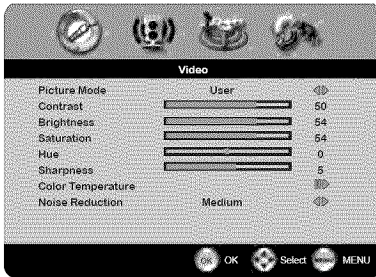 Video
Picture Mode User
Contrast 50
Brightness 54
Saturation 54
Hue 0
Sharpness 5
Color Temperature
Noise Reduction Medium
OK OK Select MENU